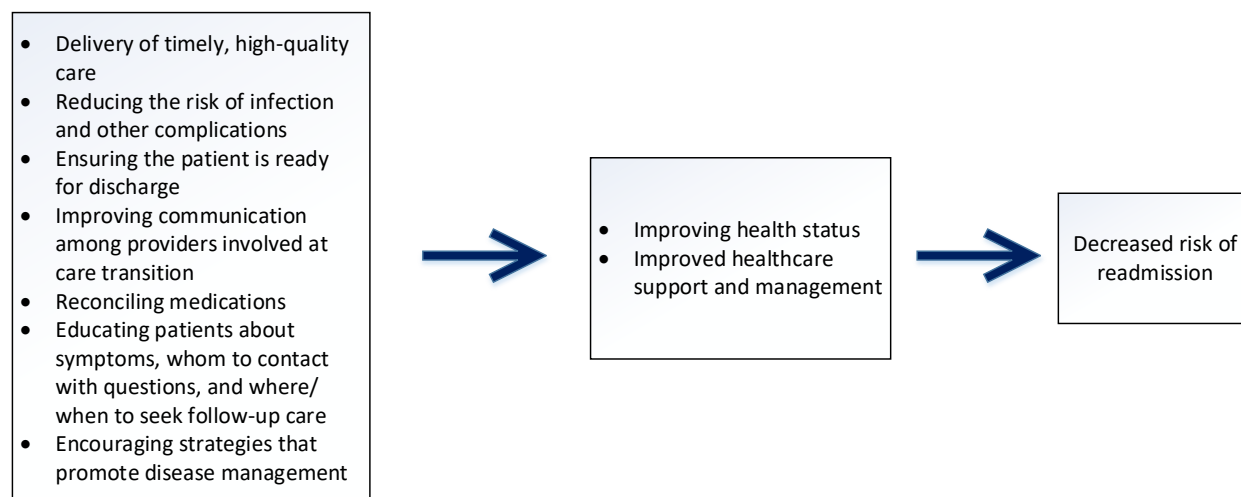 • Delivery of timely, high-quality
care
• Reducing the risk of infection
and other complications
• Ensuring the patient is ready
for discharge
• Improving communication
among providers involved at
care transition
• Reconciling medications
• Educating patients about
symptoms, whom to contact
with questions, and where/
when to seek follow-up care
• Encouraging strategies that
promote disease management
• Improving health status
• Improved healthcare
support and management
Decreased risk of
readmission